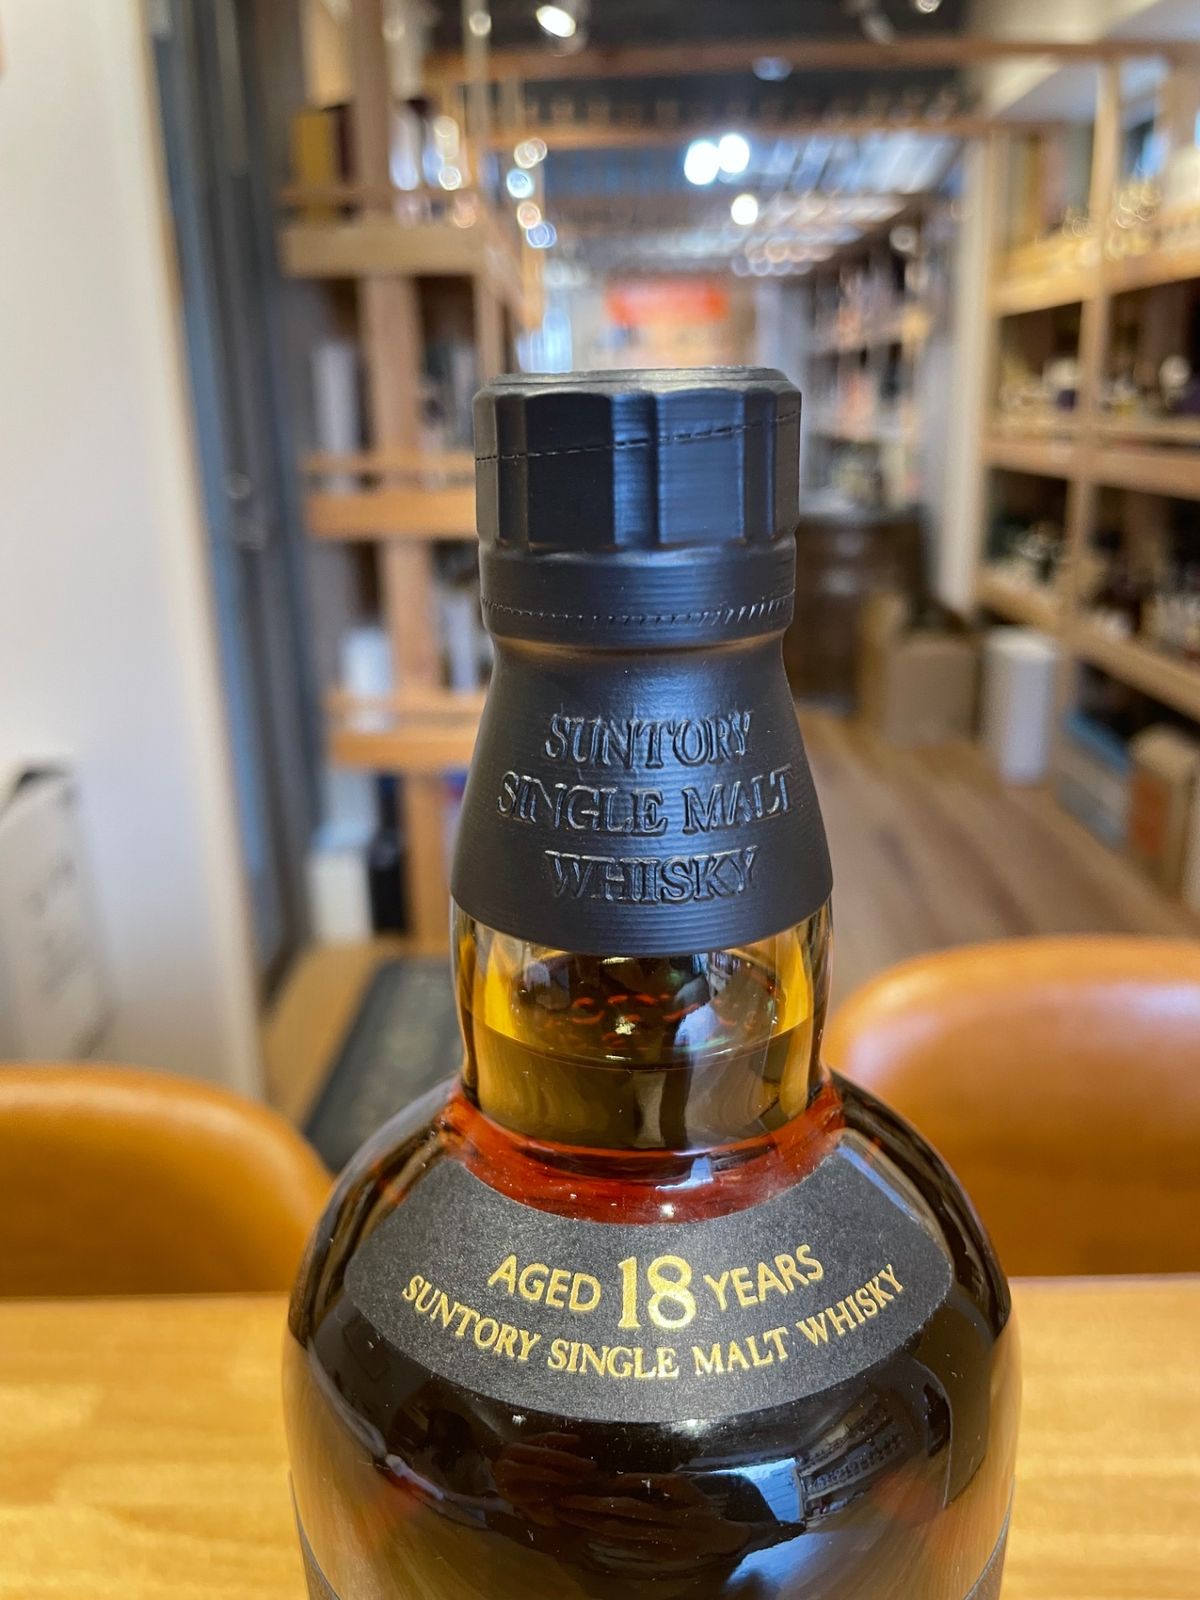 SUNTORY
SINGLE MALT
WHISKY
AGED 18 YEARS
SUNTORY SINGLE MALT WHISKY